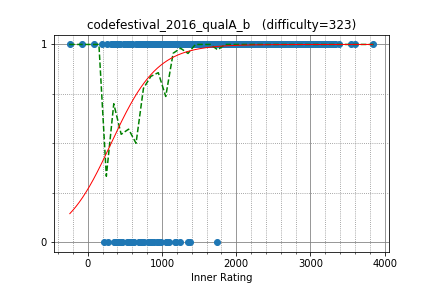 codefestival_2016_qualA_b (difficulty=323)
1
0
0 1000 2000 3000 4000
Inner Rating